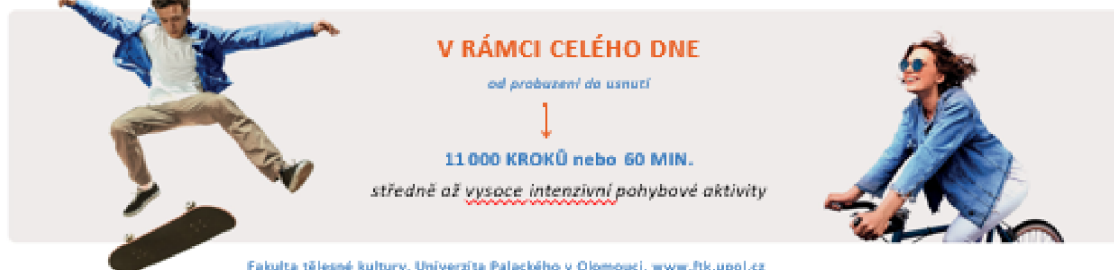 V RÁMCI CELÉHO DNE
od probuzení do usnutí
11 000 KROKŮ nebo 60 MIN.
středně až vysoce intenzivní pohybové aktivity
Fakulta tělesné kultury, Univerzita Palackého v Olomouci, www.ftk.upol.cz